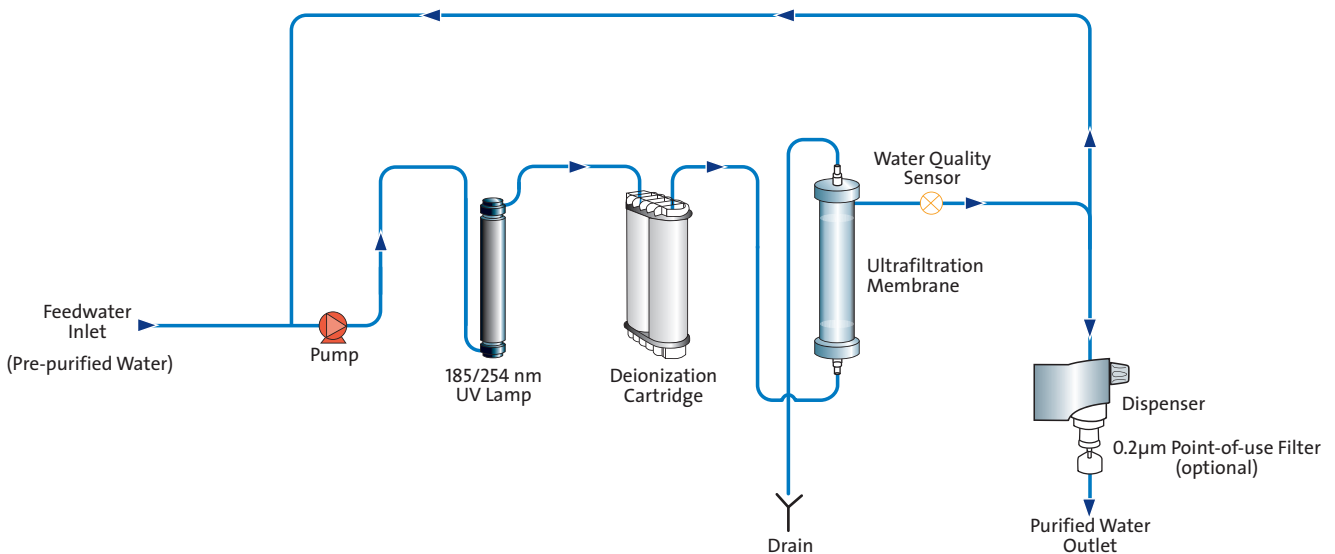 Water Quality
Sensor
Ultrafiltration
Membrane
Feedwater
Inlet
(Pre-purified Water)
Pump
185/254 nm
UV Lamp
Deionization
Cartridge
Dispenser
0.2µm Point-of-use Filter
(optional)
Drain
Purified Water
Outlet